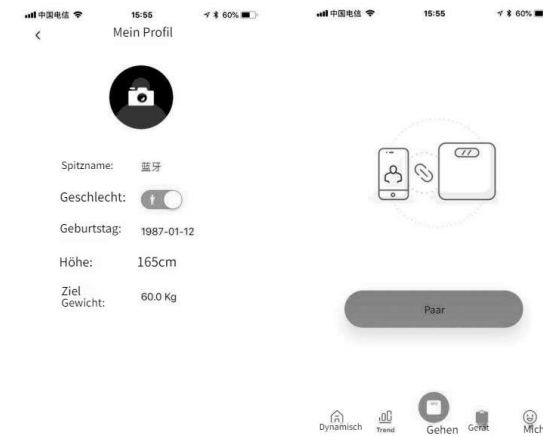 中国电信 15:55 60%
Mein Profil
Spitzname: 蓝牙
Geschlecht:
Geburtstag: 1987-01-12
Höhe: 165cm
Ziel
Gewicht: 60.0 Kg
中国电信 15:55 60%
Paar
Dynamisch Trend Gehen Gerät Mich